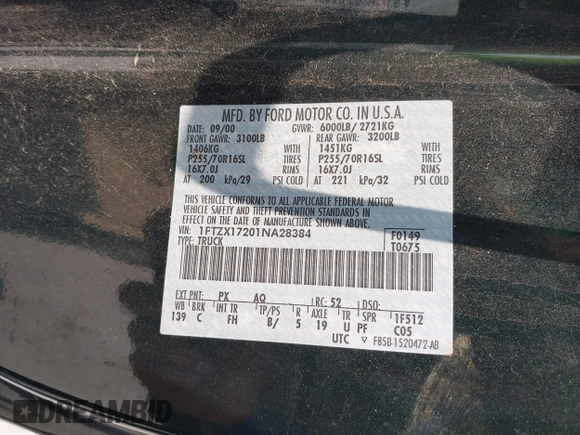 MFD. BY FORD MOTOR CO. IN U.S.A.
DATE: 09/00 GVWR: 6000LB/ 2721KG
FRONT GAWR: 3100LB REAR GAWR: 3200LB
1406KG WITH 1451KG WITH
P255/70R16SL TIRES P255/70R16SL TIRES
16X7.0J RIMS 16X7.0J RIMS
AT 200 kPa/29 PSI COLD AT 221 kPa/32 PSI COLD
THIS VEHICLE CONFORMS TO ALL APPLICABLE FEDERAL MOTOR
VEHICLE SAFETY AND THEFT PREVENTION STANDARDS IN
EFFECT ON THE DATE OF MANUFACTURE SHOWN ABOVE.
VIN: 1FTZX17201NA28384 F0149
TYPE: TRUCK T0675
EXT PNT: PX AQ RC: 52 DSO:
WB BRK INT TR TP/PS R AXLE TR SPR 1F512
139 C FH B/ 5 19 U PF C05
UTC ▽ F85B-1520472-AB
DREAMBID